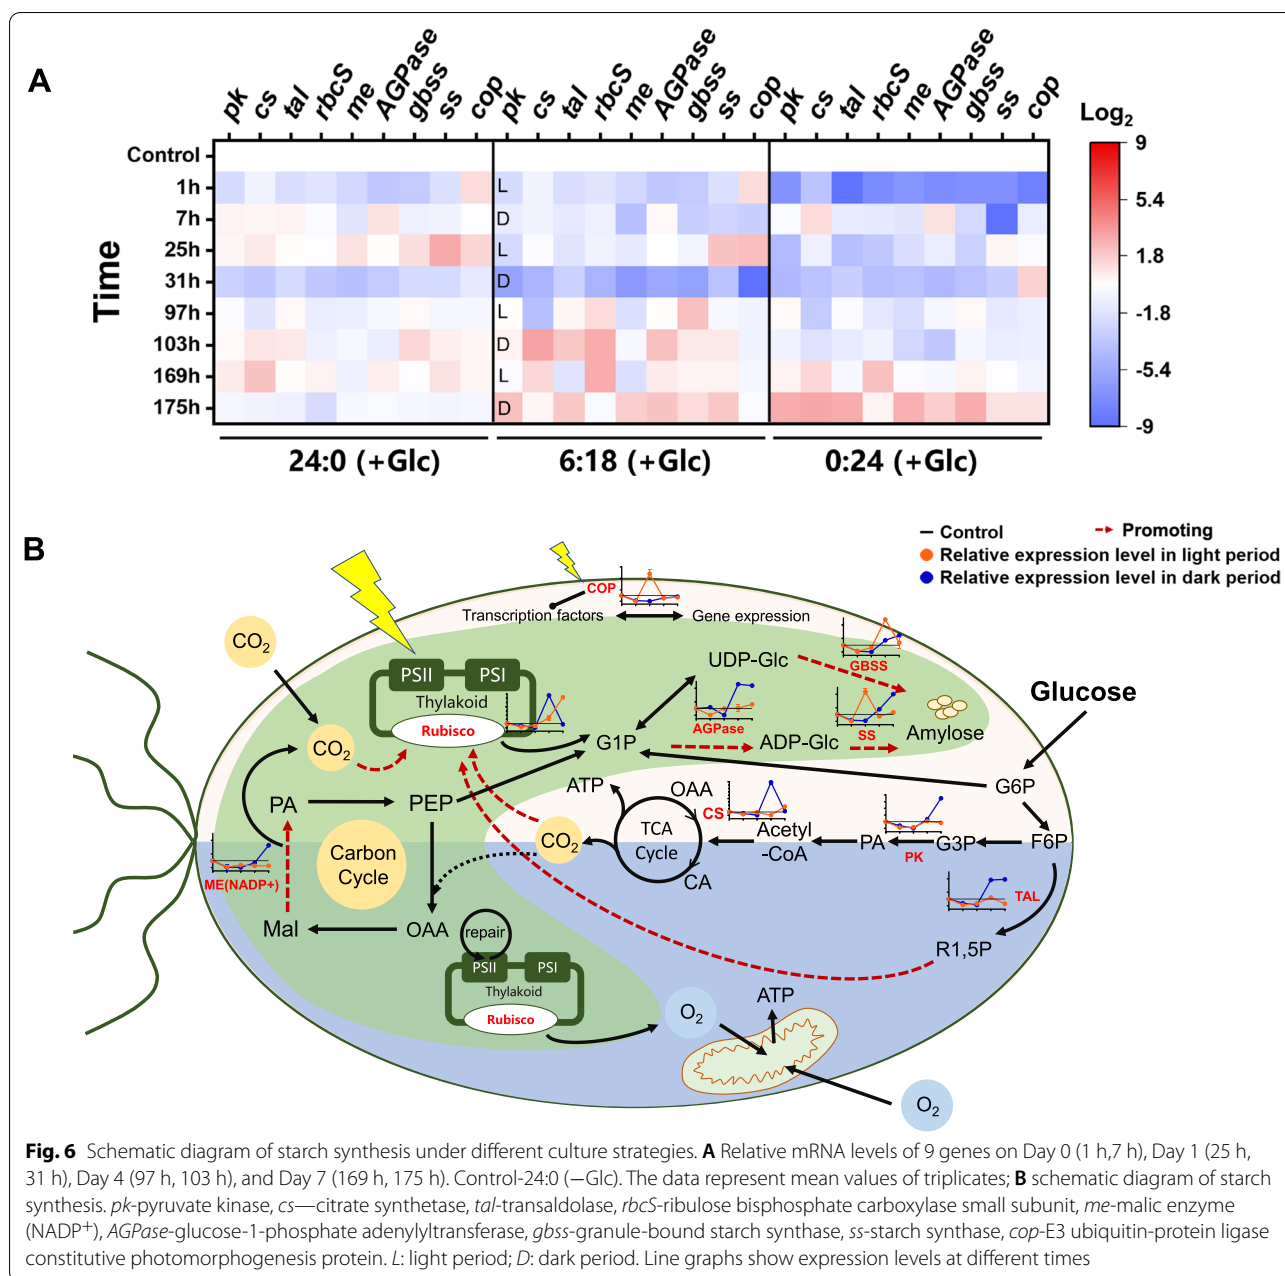 A
pk cs tal rbcS me AGPase gbss ss cop pk cs tal rbcS me AGPase gbss ss cop pk cs tal rbcS me AGPase gbss ss cop
Log2
Control
1h
7h
25h
31h
97h
103h
169h
175h
Time
L
D
L
D
L
D
L
D
9
5.4
1.8
-1.8
-5.4
-9
24:0 (+Glc)
6:18 (+Glc)
0:24 (+Glc)
B
Control
Promoting
Relative expression level in light period
Relative expression level in dark period
COP
Transcription factors
Gene expression
CO2
PSII
PSI
Thylakoid
Rubisco
CO2
UDP-Glc
GBSS
AGPase
SS
G1P
ADP-Glc
Amylose
Glucose
PA
PEP
ATP
OAA
G6P
CS
TCA
Cycle
CO2
Acetyl
-CoA
PA
PK
G3P
F6P
CA
Carbon
Cycle
ME(NADP+)
TAL
Mal
OAA
repair
R1,5P
PSII
PSI
Thylakoid
Rubisco
O2
ATP
O2
Fig. 6 Schematic diagram of starch synthesis under different culture strategies. A Relative mRNA levels of 9 genes on Day 0 (1 h,7 h), Day 1 (25 h,
31 h), Day 4 (97 h, 103 h), and Day 7 (169 h, 175 h). Control-24:0 (−Glc). The data represent mean values of triplicates; B schematic diagram of starch
synthesis. pk-pyruvate kinase, cs—citrate synthetase, tal-transaldolase, rbcS-ribulose bisphosphate carboxylase small subunit, me-malic enzyme
(NADP+), AGPase-glucose-1-phosphate adenylyltransferase, gbss-granule-bound starch synthase, ss-starch synthase, cop-E3 ubiquitin-protein ligase
constitutive photomorphogenesis protein. L: light period; D: dark period. Line graphs show expression levels at different times